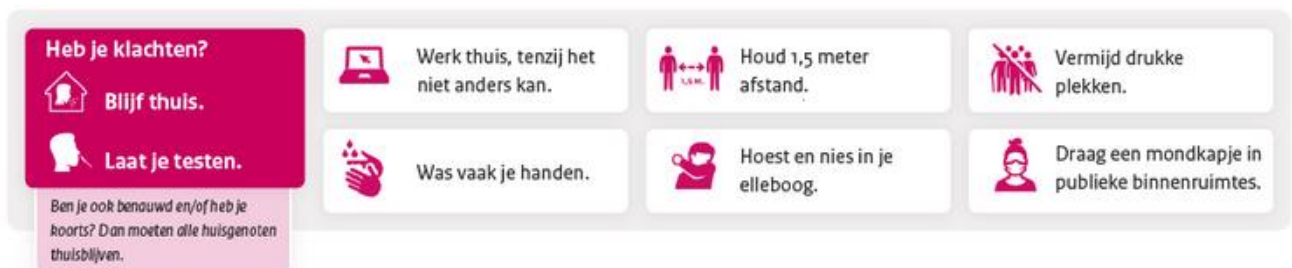 Heb je klachten?
Blijf thuis.
Laat je testen.
Ben je ook benauwd en/of heb je
koorts? Dan moeten alle huisgenoten
thuisblijven.
Werk thuis, tenzij het
niet anders kan.
1,5 M.
Houd 1,5 meter
afstand.
Vermijd drukke
plekken.
Was vaak je handen.
Hoest en nies in je
elleboog.
Draag een mondkapje in
publieke binnenruimtes.